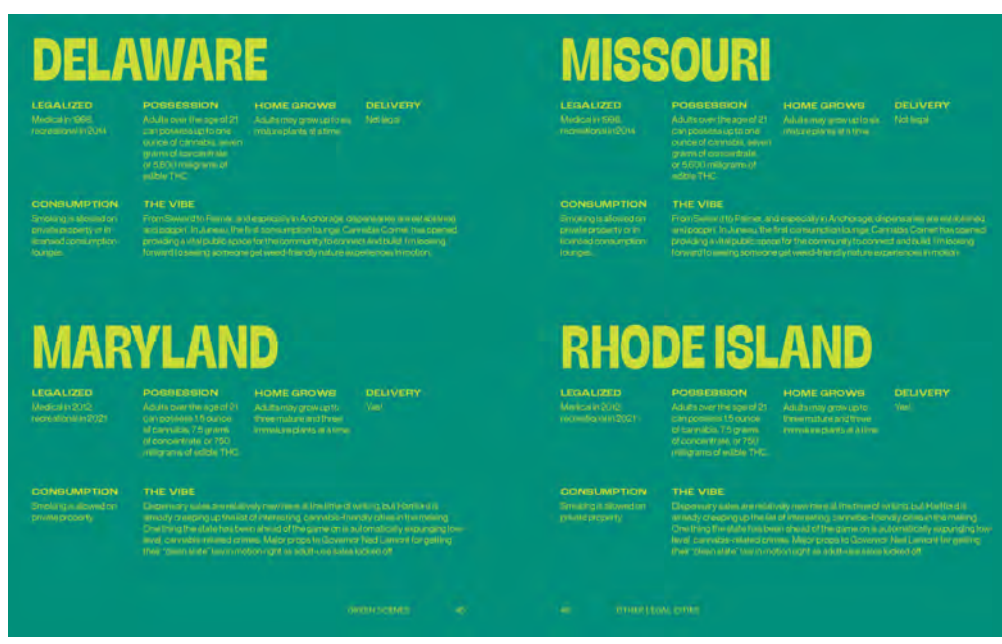 DELAWARE
LEGALIZED
Medical in 1998,
recreational in 2014
POSSESSION
Adults over the age of 21
can possess up to one
ounce of cannabis, seven
grams of concentrate
or 5,600 milligrams of
edible THC.
HOME GROWS
Adults may grow up to six
mature plants at a time.
DELIVERY
Not legal
CONSUMPTION
Smoking is allowed on
private property or in
licensed consumption
lounges.
THE VIBE
From Seward to Palmer, and especially in Anchorage, dispensaries are established
and poppin'. In Juneau, the first consumption lounge, Cannabis Corner, has opened
providing a vital public space for the community to connect and build. I'm looking
forward to seeing someone get weed-friendly nature experiences in motion.
MARYLAND
LEGALIZED
Medical in 2012,
recreational in 2021
POSSESSION
Adults over the age of 21
can possess 1.5 ounce
of cannabis, 7.5 grams
of concentrate, or 750
milligrams of edible THC.
HOME GROWS
Adults may grow up to
three mature and three
immature plants at a time.
DELIVERY
Yes!
CONSUMPTION
Smoking is allowed on
private property
THE VIBE
Dispensary sales are relatively new here at the time of writing, but Hartford is
already creeping up the list of interesting, cannabis-friendly cities in the making.
One thing the state has been ahead of the game on is automatically expunging low-
level, cannabis-related crimes. Major props to Governor Ned Lamont for getting
their "clean slate" law in motion right as adult-use sales kicked off.
GREEN SCENES 45
MISSOURI
LEGALIZED
Medical in 1998,
recreational in 2014
POSSESSION
Adults over the age of 21
can possess up to one
ounce of cannabis, seven
grams of concentrate,
or 5,600 milligrams of
edible THC.
HOME GROWS
Adults may grow up to six
mature plants at a time.
DELIVERY
Not legal
CONSUMPTION
Smoking is allowed on
private property or in
licensed consumption
lounges.
THE VIBE
From Seward to Palmer, and especially in Anchorage, dispensaries are established
and poppin'. In Juneau, the first consumption lounge, Cannabis Corner, has opened
providing a vital public space for the community to connect and build. I'm looking
forward to seeing someone get weed-friendly nature experiences in motion.
RHODE ISLAND
LEGALIZED
Medical in 2012,
recreational in 2021
POSSESSION
Adults over the age of 21
can possess 1.5 ounce
of cannabis, 7.5 grams
of concentrate, or 750
milligrams of edible THC.
HOME GROWS
Adults may grow up to
three mature and three
immature plants at a time.
DELIVERY
Yes!
CONSUMPTION
Smoking is allowed on
private property
THE VIBE
Dispensary sales are relatively new here at the time of writing, but Hartford is
already creeping up the list of interesting, cannabis-friendly cities in the making.
One thing the state has been ahead of the game on is automatically expunging low-
level, cannabis-related crimes. Major props to Governor Ned Lamont for getting
their "clean slate" law in motion right as adult-use sales kicked off.
46 OTHER LEGAL CITIES